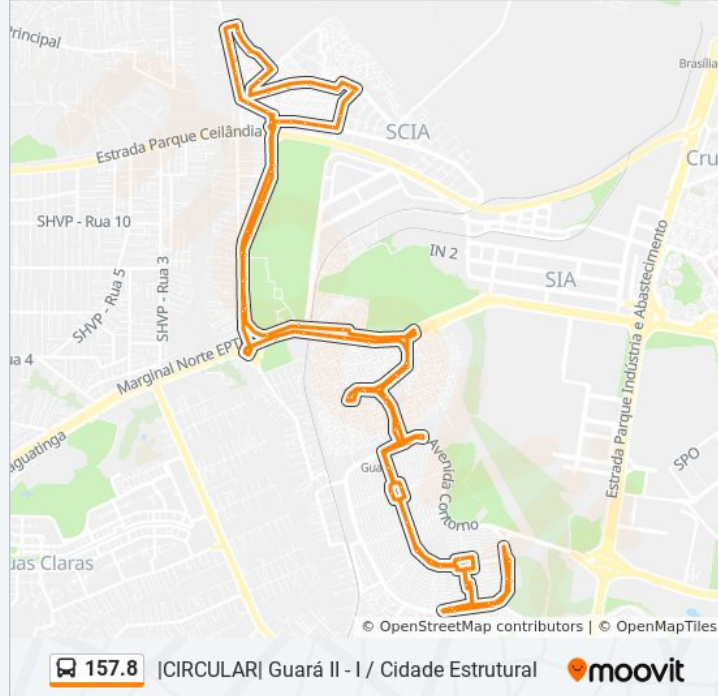 Principal
Brasília
SCIA
Estrada Parque Ceilândia
Cru
SHVP - Rua 10
IN 2
SHVP - Rua 3
SHVP - Rua 5
SIA
Estrada Parque Indústria e Abastecimento
ua 4
Marginal Norte EPT
aguatinga
Avenida Contorno
Gua
SPO
uas Claras
© OpenStreetMap contributors | © OpenMapTiles
157.8 |CIRCULAR| Guará II - I / Cidade Estrutural
moovit